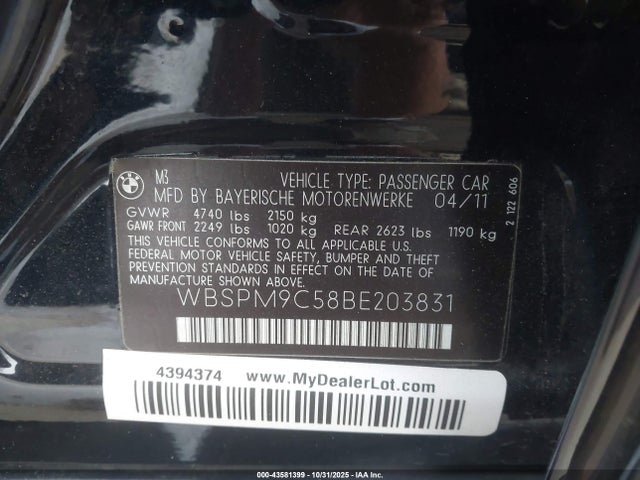 BMW
M3
VEHICLE TYPE: PASSENGER CAR
MFD BY BAYERISCHE MOTORENWERKE 04/11
GVWR 4740 lbs 2150 kg
GAWR FRONT 2249 lbs 1020 kg REAR 2623 lbs 1190 kg
THIS VEHICLE CONFORMS TO ALL APPLICABLE U.S.
FEDERAL MOTOR VEHICLE SAFETY, BUMPER AND THEFT
PREVENTION STANDARDS IN EFFECT ON THE DATE
OF MANUFACTURE SHOWN ABOVE.
WBSPM9C58BE203831
2 122 606
4394374 www.MyDealerLot.com
000-43581399 - 10/31/2025 - IAA Inc.